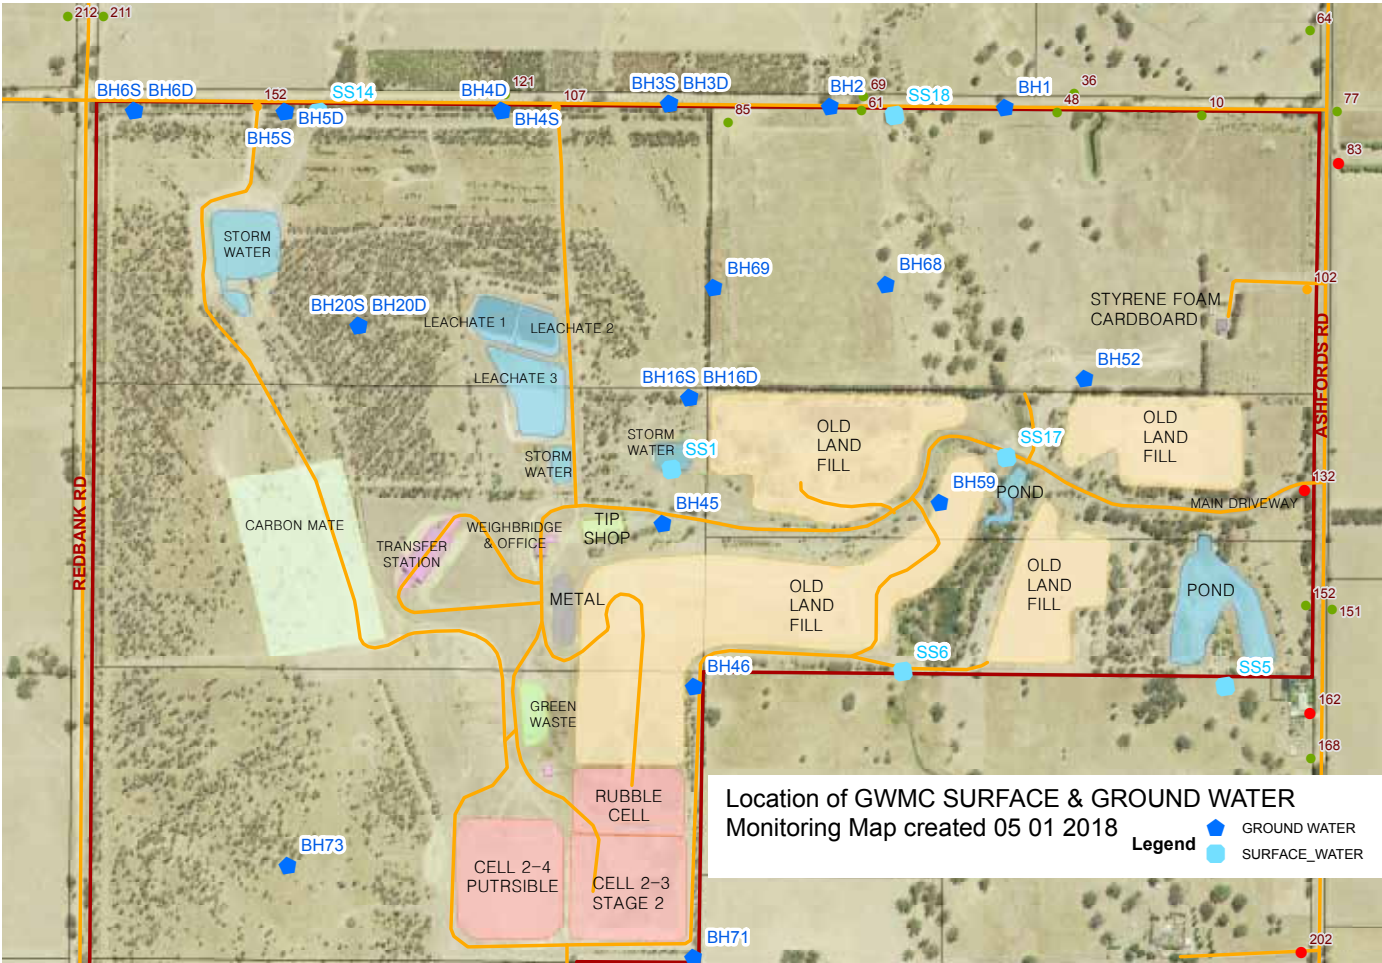 212 211
64
BH6S BH6D
152
SS14
BH4D
121
107
BH3S BH3D
BH2
69
61
SS18
BH1
36
48
10
77
85
BH5D
BH4S
BH5S
83
STORM
WATER
BH69
BH68
102
BH20S BH20D
LEACHATE 1
LEACHATE 2
STYRENE FOAM
CARDBOARD
ASHFORDS RD
LEACHATE 3
BH16S BH16D
BH52
OLD
LAND
FILL
OLD
LAND
FILL
STORM
WATER
SS1
SS17
STORM
WATER
REDBANK RD
BH59
POND
132
MAIN DRIVEWAY
CARBON MATE
BH45
TIP
SHOP
WEIGHBRIDGE
& OFFICE
TRANSFER
STATION
OLD
LAND
FILL
OLD
LAND
FILL
METAL
POND
152
151
SS6
SS5
BH46
GREEN
WASTE
162
168
RUBBLE
CELL
Location of GWMC SURFACE & GROUND WATER
Monitoring Map created 05 01 2018
Legend
GROUND WATER
SURFACE_WATER
BH73
CELL 2-4
PUTRSIBLE
CELL 2-3
STAGE 2
BH71
202